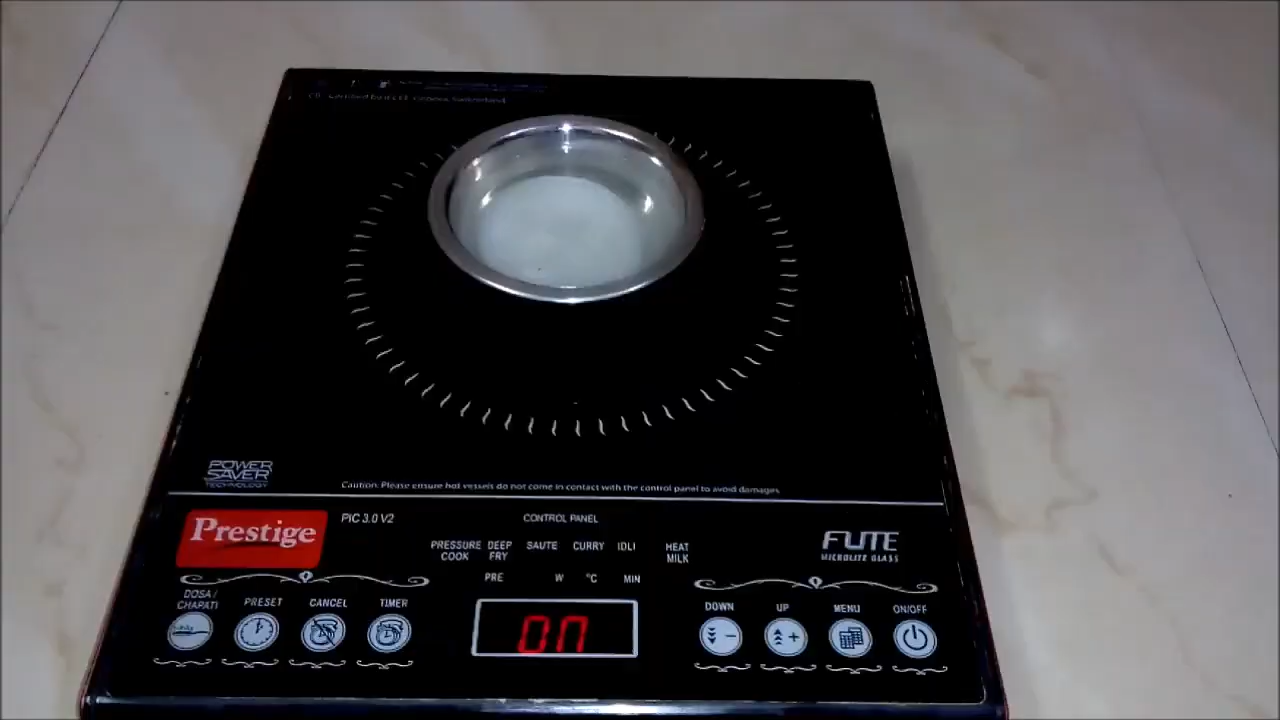 POWER
SAVER
TECHNOLOGY
Caution: Please ensure hot vessels do not come in contact with the control panel to avoid damages
Prestige
PIC 3.0 V2
CONTROL PANEL
PRESSURE COOK
DEEP FRY
SAUTE
CURRY
IDLI
HEAT MILK
PRE
W
°C
MIN
FUTE
MICROLITE GLASS
DOSA / CHAPATI
PRESET
CANCEL
TIMER
on
DOWN
UP
MENU
ON/OFF